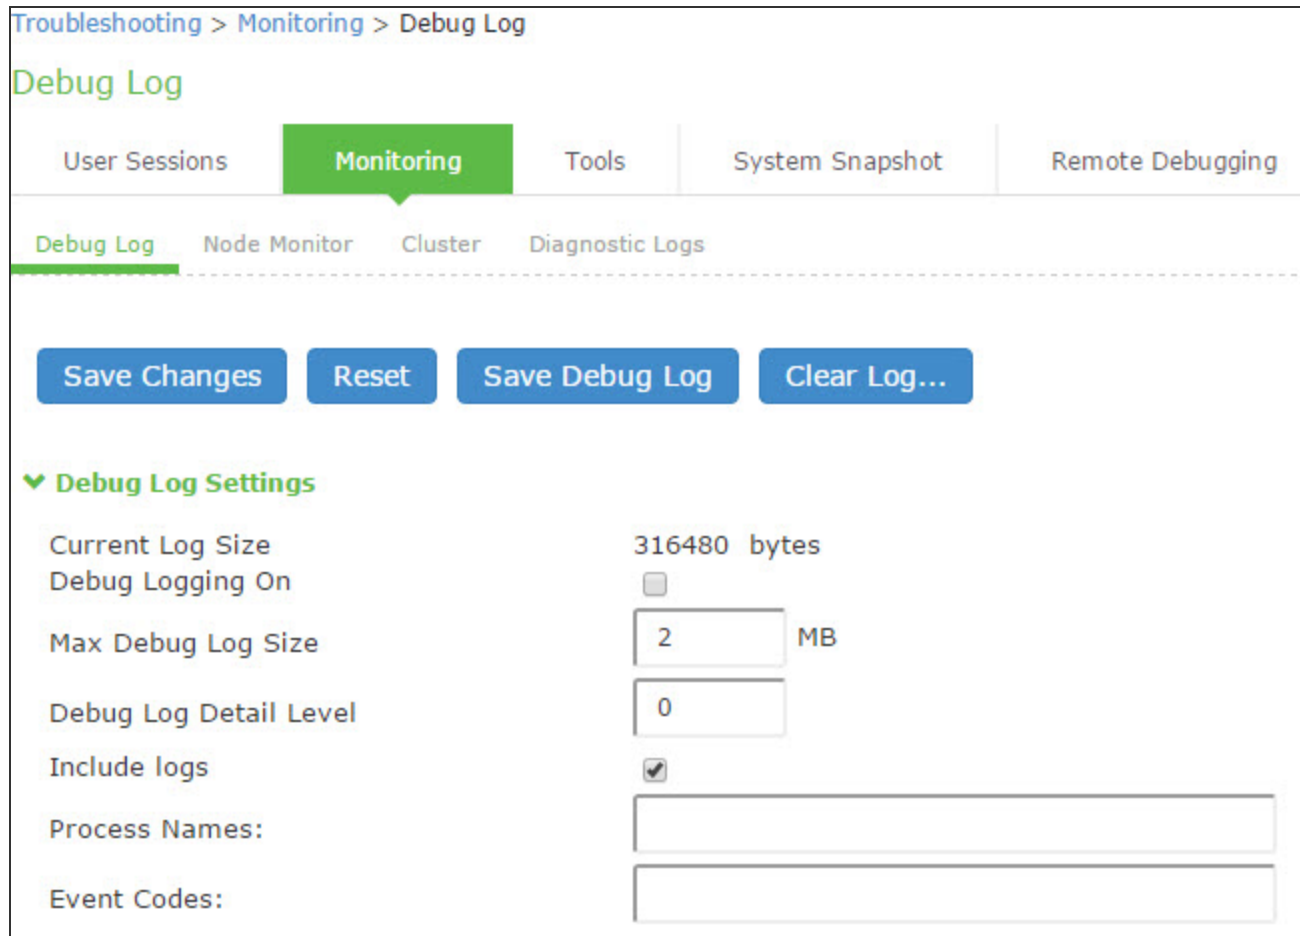 Troubleshooting > Monitoring > Debug Log
Debug Log
User Sessions Monitoring Tools System Snapshot Remote Debugging
Debug Log Node Monitor Cluster Diagnostic Logs
Save Changes Reset Save Debug Log Clear Log...
Debug Log Settings
Current Log Size 316480 bytes
Debug Logging On
Max Debug Log Size 2 MB
Debug Log Detail Level 0
Include logs
Process Names:
Event Codes: